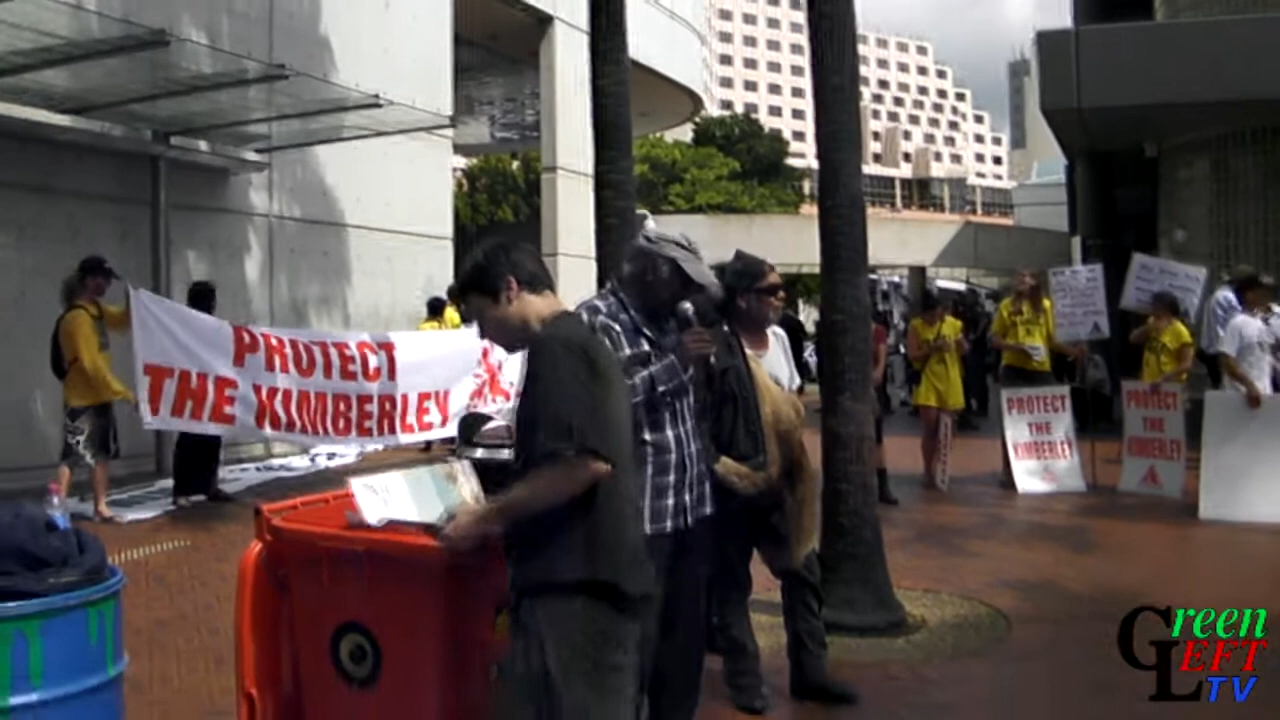 PROTECT
THE KIMBERLEY
PROTECT
THE
KIMBERLEY
PROTECT
THE
KIMBERLEY
Green
LEFT
TV